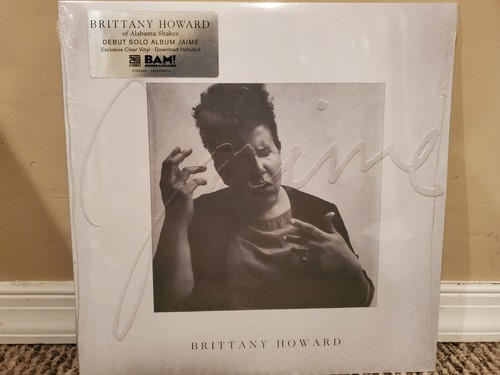 BRITTANY HOWARD
of Alabama Shakes
DEBUT SOLO ALBUM JAIME
Exclusive Clear Vinyl · Download Included
BAM!
Jaime
BRITTANY HOWARD